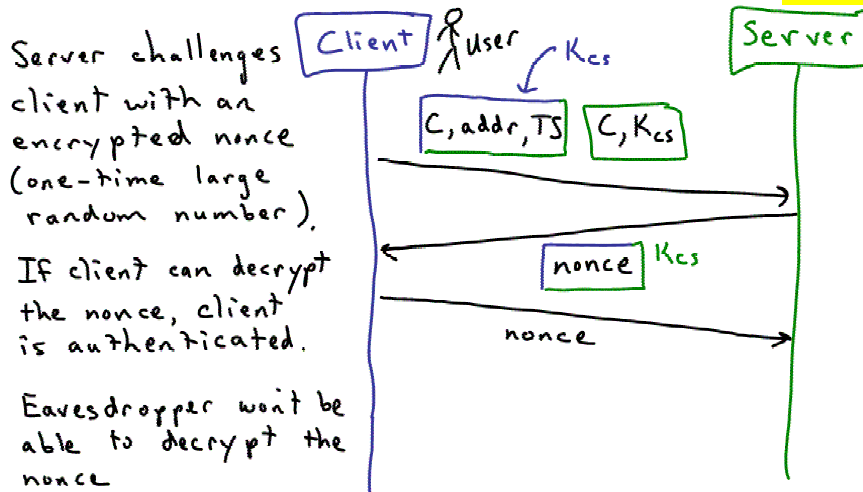 Server challenges
client with an
encrypted nonce
(one-time large
random number).
If client can decrypt
the nonce, client
is authenticated.
Eavesdropper won't be
able to decrypt the
nonce
Client
User
Server
Kcs
C, addr, TS
C, Kcs
nonce
Kcs
nonce